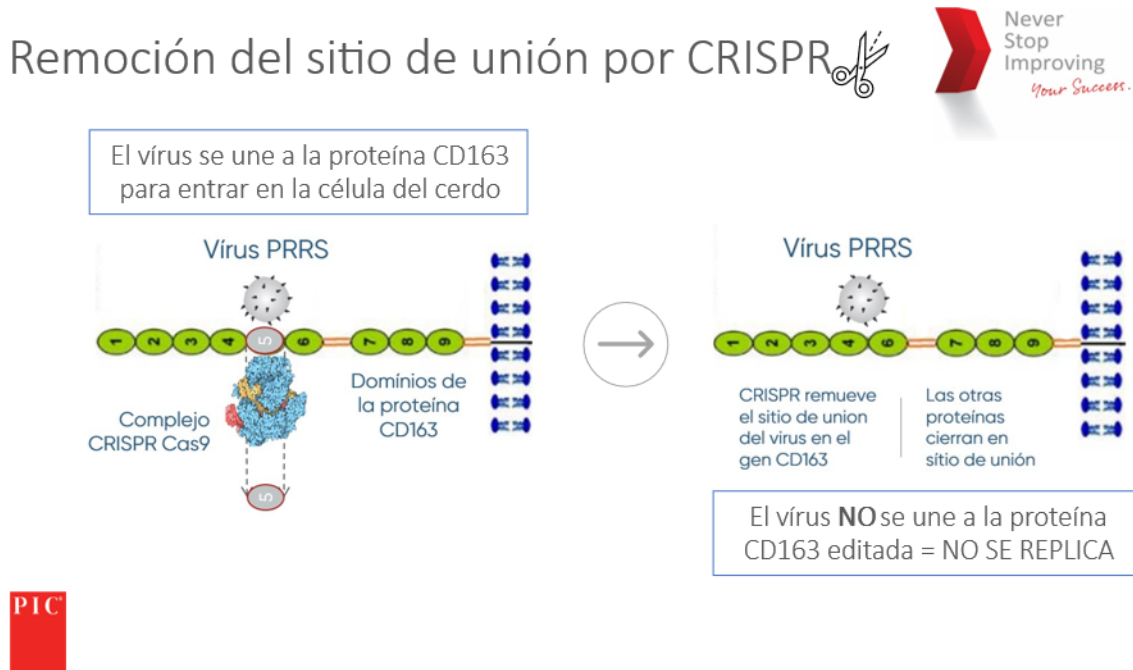 Remoción del sitio de unión por CRISPR
Never
Stop
Improving
Your Success.
El vírus se une a la proteína CD163
para entrar en la célula del cerdo
Vírus PRRS
1 2 3 4 5 6 7 8 9
Complejo
CRISPR Cas9
Domínios de
la proteína
CD163
5
Vírus PRRS
1 2 3 4 6 7 8 9
CRISPR remueve
el sitio de union
del virus en el
gen CD163
Las otras
proteínas
cierran en
sítio de unión
El vírus NO se une a la proteína
CD163 editada = NO SE REPLICA
PIC